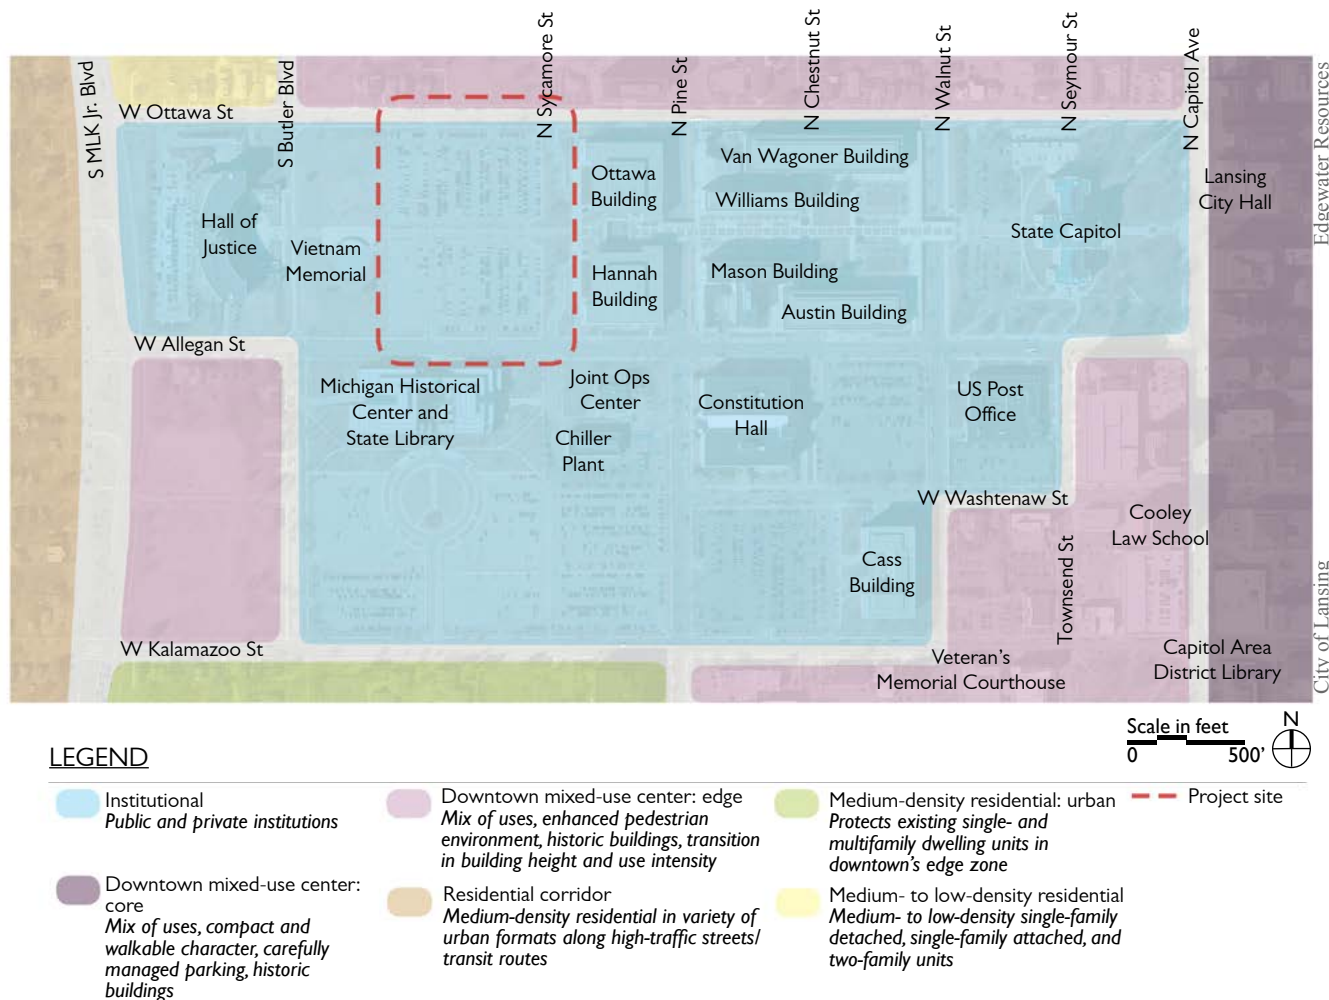 N Sycamore St
N Pine St
N Chestnut St
N Walnut St
N Seymour St
N Capitol Ave
S MLK Jr. Blvd
S Butler Blvd
W Ottawa St
Edgewater Resources
Van Wagoner Building
Ottawa
Building
Williams Building
Lansing
City Hall
Hall of
Justice
Vietnam
Memorial
State Capitol
Hannah
Building
Mason Building
Austin Building
W Allegan St
Michigan Historical
Center and
State Library
Joint Ops
Center
Chiller
Plant
Constitution
Hall
US Post
Office
W Washtenaw St
Cooley
Law School
Cass
Building
Townsend St
City of Lansing
W Kalamazoo St
Veteran's
Memorial Courthouse
Capitol Area
District Library
Scale in feet
0 500'
N
LEGEND
Institutional
Public and private institutions
Downtown mixed-use center:
core
Mix of uses, compact and
walkable character, carefully
managed parking, historic
buildings
Downtown mixed-use center: edge
Mix of uses, enhanced pedestrian
environment, historic buildings, transition
in building height and use intensity
Residential corridor
Medium-density residential in variety of
urban formats along high-traffic streets/
transit routes
Medium-density residential: urban
Protects existing single- and
multifamily dwelling units in
downtown's edge zone
Medium- to low-density residential
Medium- to low-density single-family
detached, single-family attached, and
two-family units
Project site